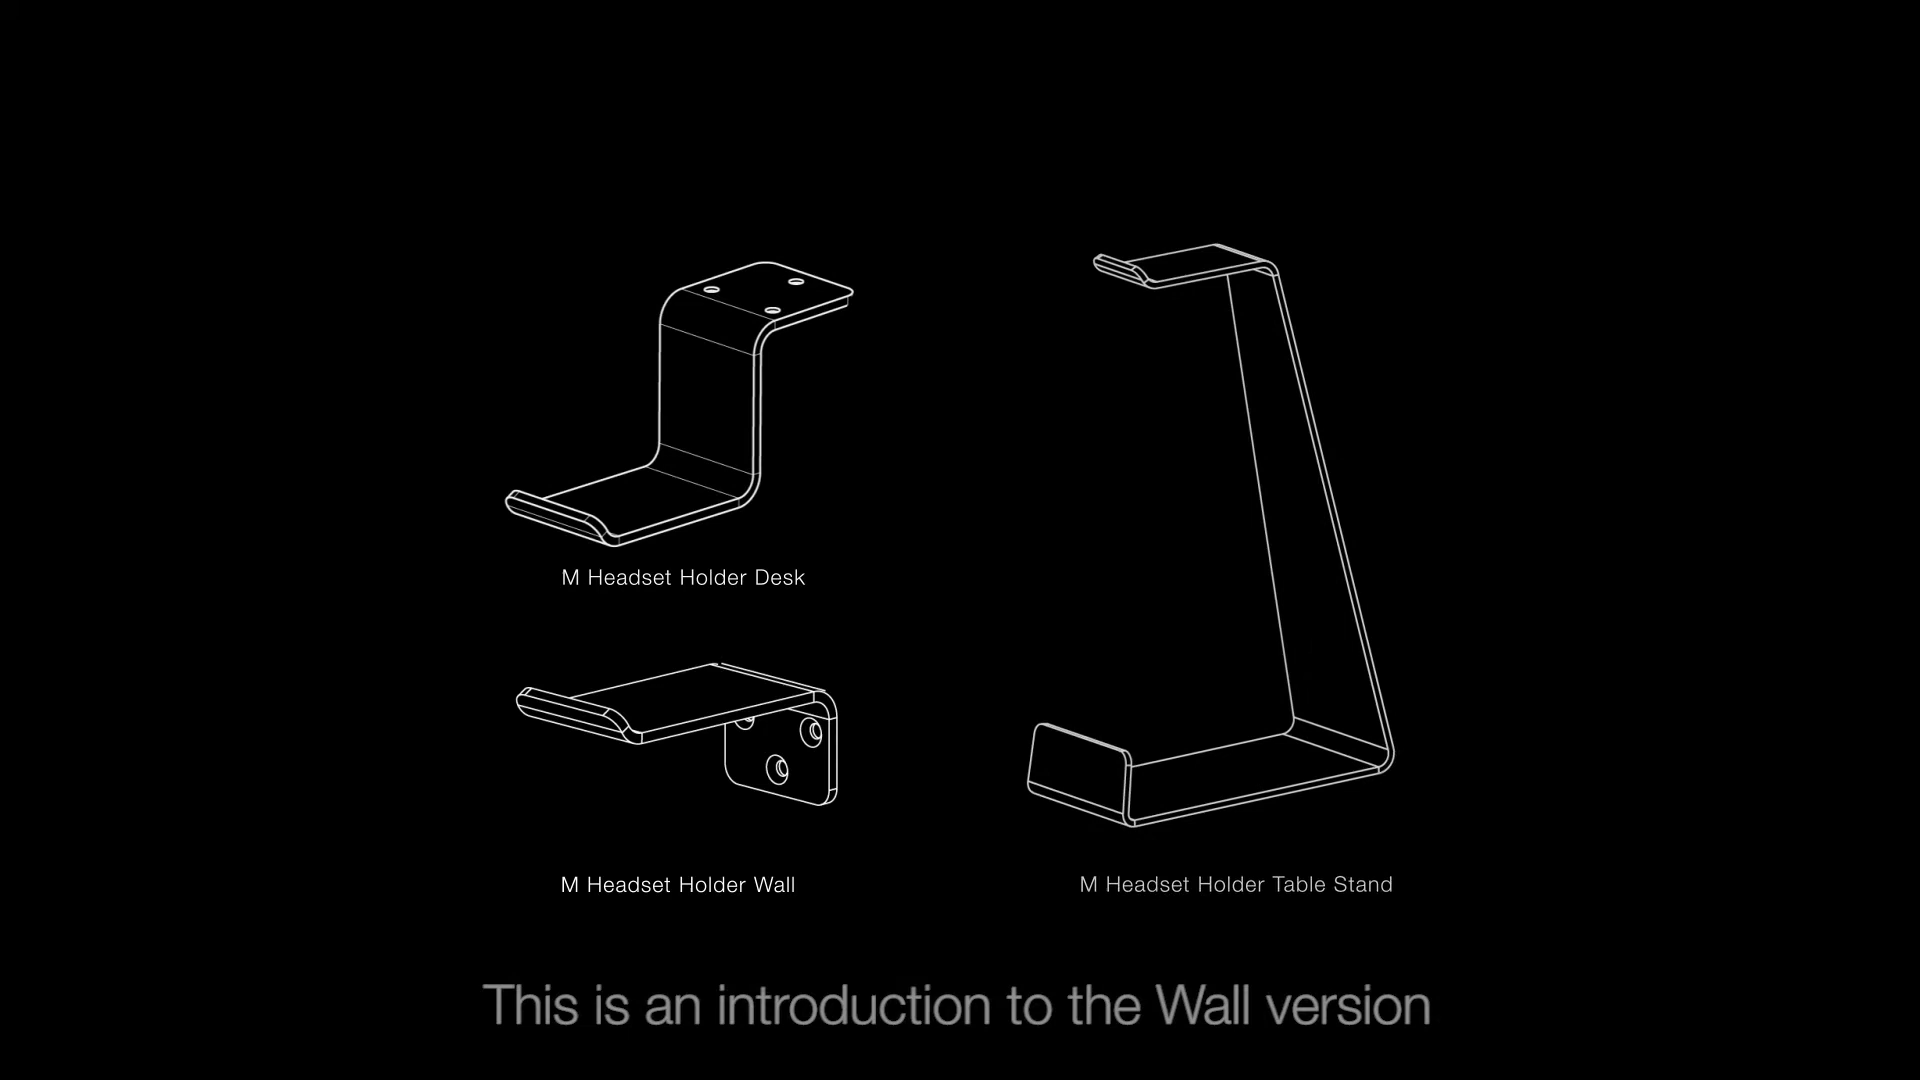 M Headset Holder Desk
M Headset Holder Wall
M Headset Holder Table Stand
This is an introduction to the Wall version